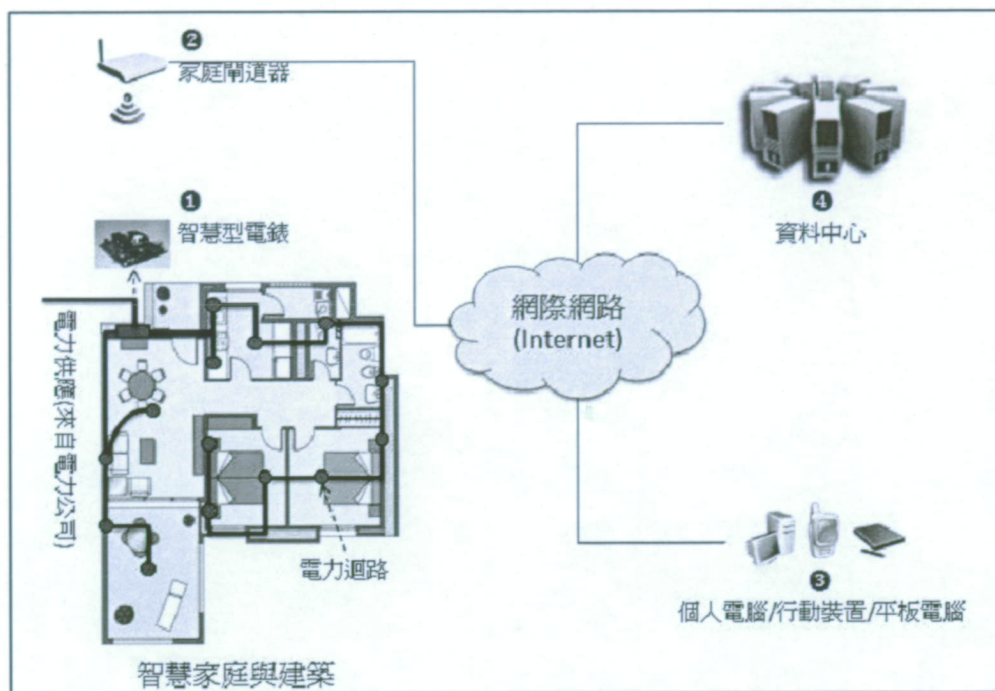 ❷
家庭閘道器
❶
智慧型電錶
電力供應(來自電力公司)
電力迴路
智慧家庭與建築
網際網路
(Internet)
❹
資料中心
❸
個人電腦/行動裝置/平板電腦